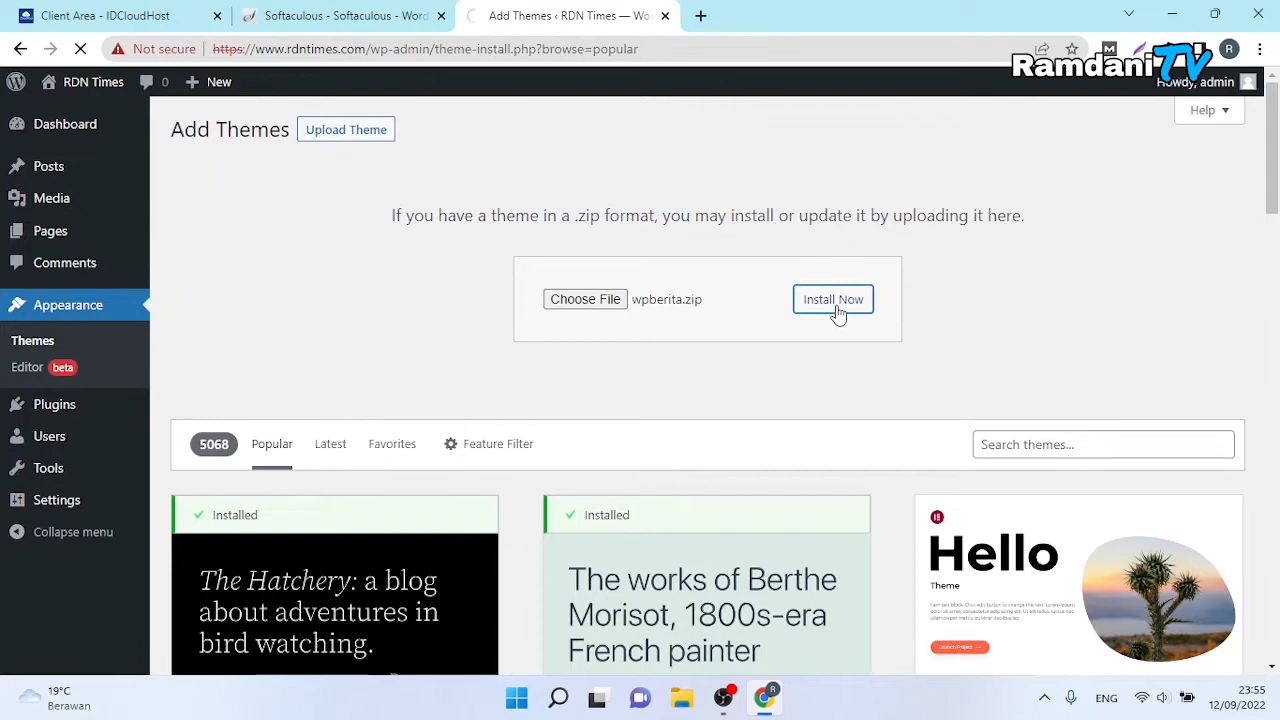 Client Area - IDCloudHost
Softaculous - Softaculous - Wor
Add Themes ‹ RDN Times — Wo
Not secure https://www.rdntimes.com/wp-admin/theme-install.php?browse=popular
RamdaniTV
RDN Times 0 New
Howdy, admin
Dashboard
Posts
Media
Pages
Comments
Appearance
Themes
Editor beta
Plugins
Users
Tools
Settings
Collapse menu
Add Themes Upload Theme
Help
If you have a theme in a .zip format, you may install or update it by uploading it here.
Choose File wpberita.zip Install Now
5068 Popular Latest Favorites Feature Filter Search themes...
Installed
The Hatchery: a blog
about adventures in
bird watching.
Installed
The works of Berthe
Morisot, 1800s-era
French painter
Hello
Theme
Launch Project
19°C
Berawan
ENG
23:55
12/09/2022